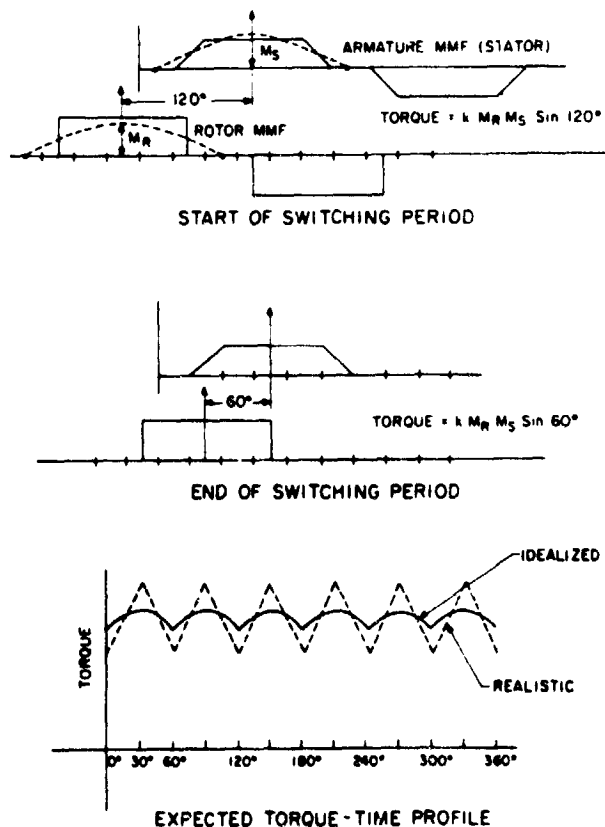 ARMATURE MMF (STATOR)
M_S
120°
TORQUE = k M_R M_S Sin 120°
ROTOR MMF
M_R
START OF SWITCHING PERIOD
60°
TORQUE = k M_R M_S Sin 60°
END OF SWITCHING PERIOD
IDEALIZED
TORQUE
REALISTIC
0° 30° 60° 120° 180° 240° 300° 360°
EXPECTED TORQUE-TIME PROFILE